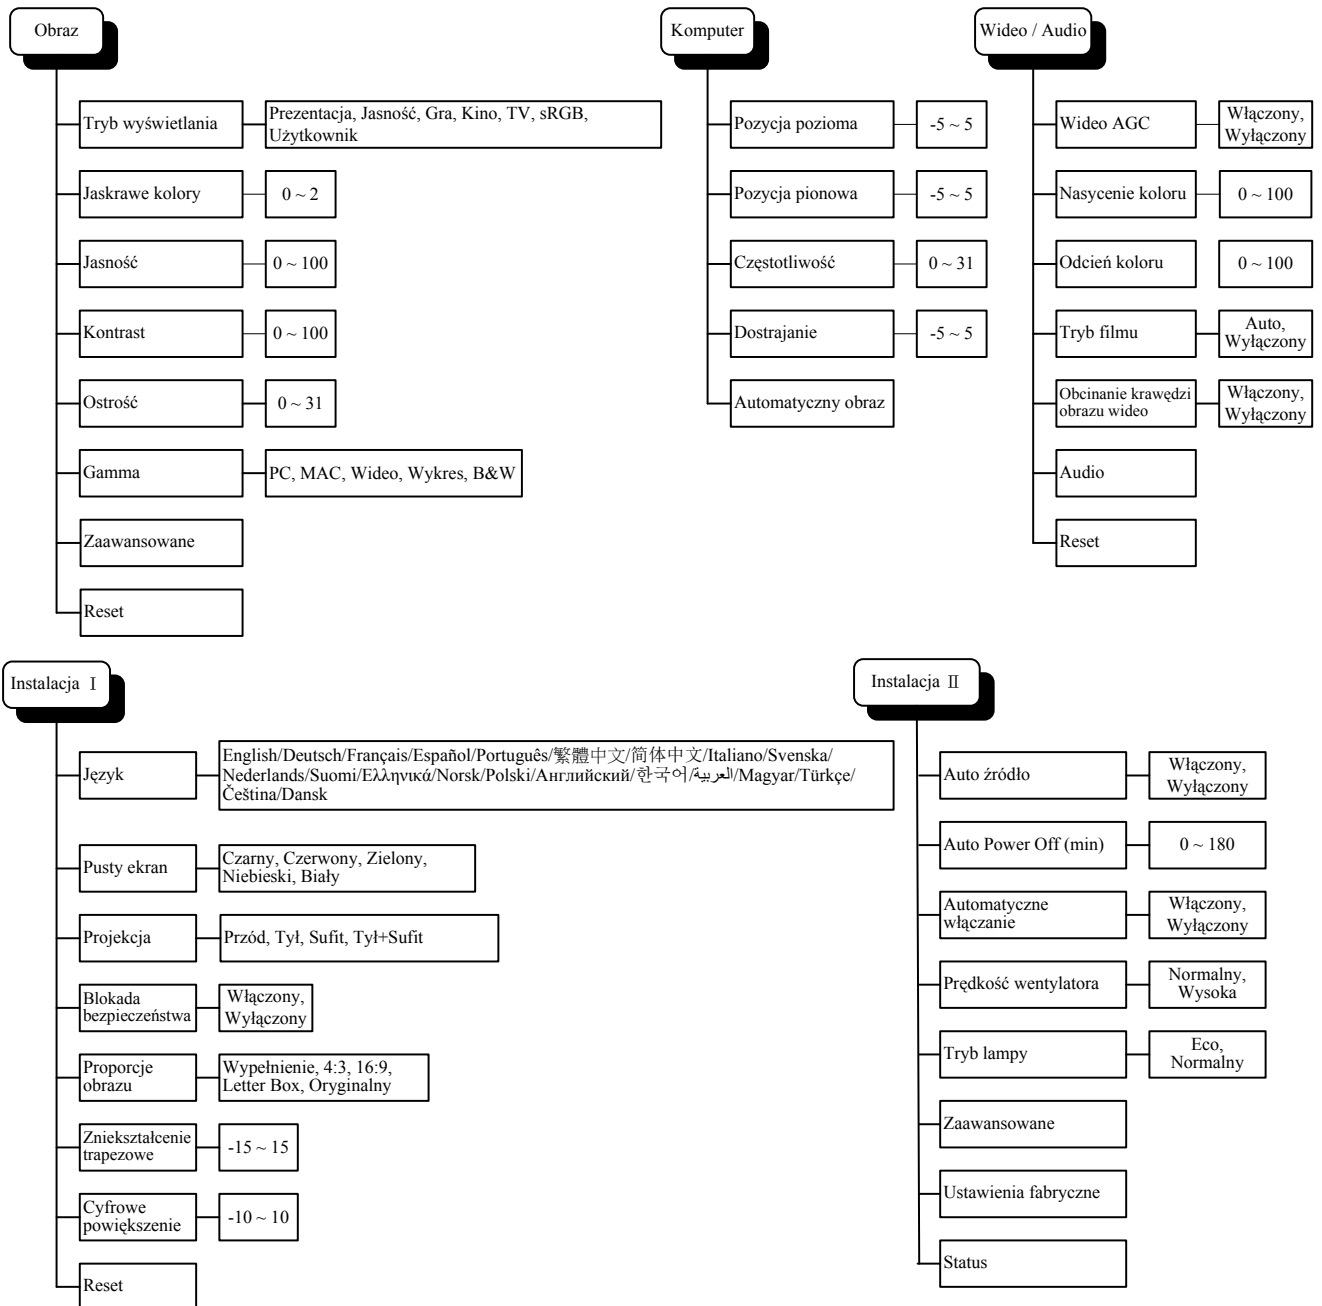 Obraz
Tryb wyświetlania
Prezentacja, Jasność, Gra, Kino, TV, sRGB,
Użytkownik
Jaskrawe kolory
0 ~ 2
Jasność
0 ~ 100
Kontrast
0 ~ 100
Ostrość
0 ~ 31
Gamma
PC, MAC, Wideo, Wykres, B&W
Zaawansowane
Reset
Komputer
Pozycja pozioma
-5 ~ 5
Pozycja pionowa
-5 ~ 5
Częstotliwość
0 ~ 31
Dostrajanie
-5 ~ 5
Automatyczny obraz
Wideo / Audio
Wideo AGC
Włączony,
Wyłączony
Nasycenie koloru
0 ~ 100
Odcień koloru
0 ~ 100
Tryb filmu
Auto,
Wyłączony
Obcinanie krawędzi
obrazu wideo
Włączony,
Wyłączony
Audio
Reset
Instalacja Ⅰ
Język
English/Deutsch/Français/Español/Português/繁體中文/简体中文/Italiano/Svenska/
Nederlands/Suomi/Ελληνικά/Norsk/Polski/Английский/한국어/العربية/Magyar/Türkçe/
Čeština/Dansk
Pusty ekran
Czarny, Czerwony, Zielony,
Niebieski, Biały
Projekcja
Przód, Tył, Sufit, Tył+Sufit
Blokada
bezpieczeństwa
Włączony,
Wyłączony
Proporcje
obrazu
Wypełnienie, 4:3, 16:9,
Letter Box, Oryginalny
Zniekształcenie
trapezowe
-15 ~ 15
Cyfrowe
powiększenie
-10 ~ 10
Reset
Instalacja Ⅱ
Auto źródło
Włączony,
Wyłączony
Auto Power Off (min)
0 ~ 180
Automatyczne
włączanie
Włączony,
Wyłączony
Prędkość wentylatora
Normalny,
Wysoka
Tryb lampy
Eco,
Normalny
Zaawansowane
Ustawienia fabryczne
Status